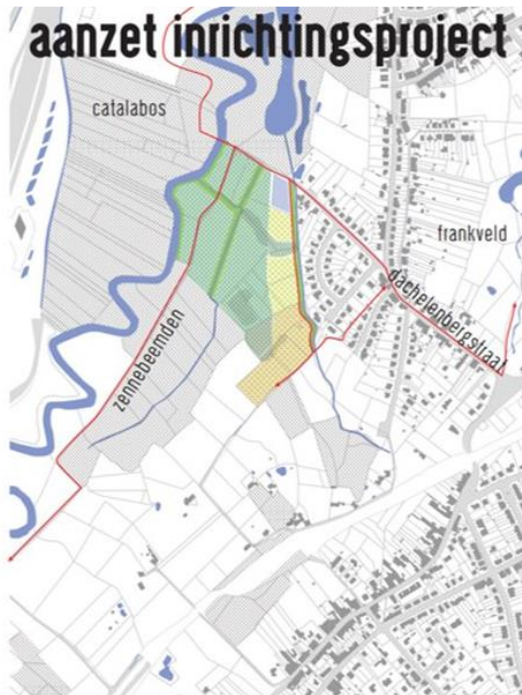 aanzet inrichtingsproject
catalabos
frankveld
dachelenbergstraat
zennebeemden